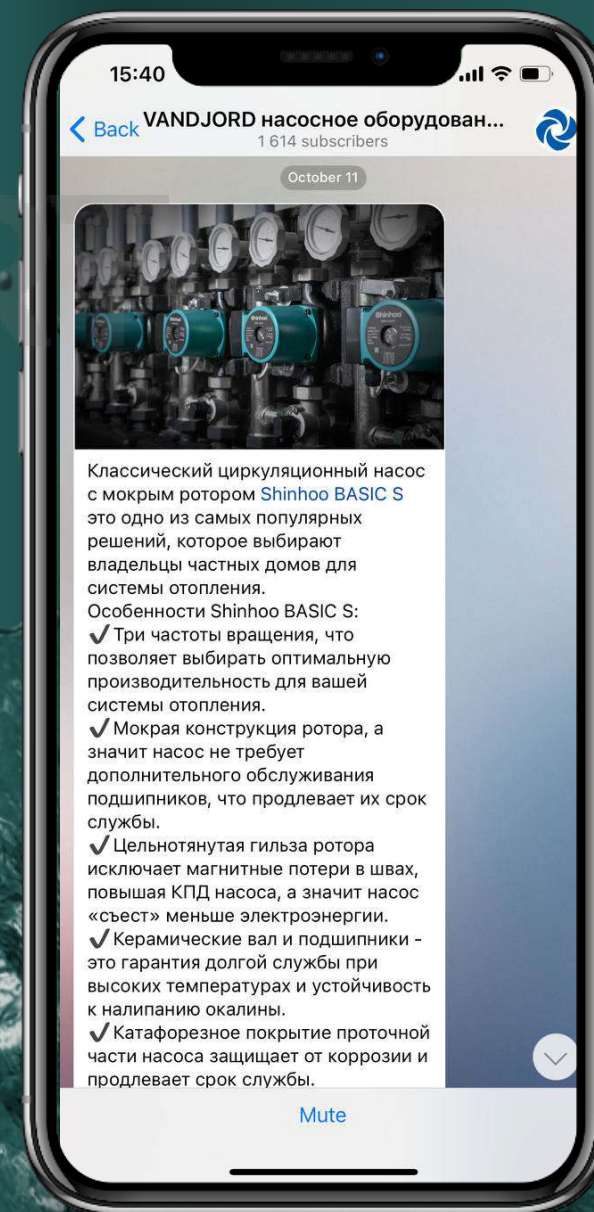 15:40
Back
VANDJORD насосное оборудован...
1 614 subscribers
October 11
Shinhoo
Shinhoo
Классический циркуляционный насос
с мокрым ротором Shinhoo BASIC S
это одно из самых популярных
решений, которое выбирают
владельцы частных домов для
системы отопления.
Особенности Shinhoo BASIC S:
✔Три частоты вращения, что
позволяет выбирать оптимальную
производительность для вашей
системы отопления.
✔Мокрая конструкция ротора, а
значит насос не требует
дополнительного обслуживания
подшипников, что продлевает их срок
службы.
✔Цельнотянутая гильза ротора
исключает магнитные потери в швах,
повышая КПД насоса, а значит насос
«съест» меньше электроэнергии.
✔Керамические вал и подшипники -
это гарантия долгой службы при
высоких температурах и устойчивость
к налипанию окалины.
✔Катафорезное покрытие проточной
части насоса защищает от коррозии и
продлевает срок службы.
Mute